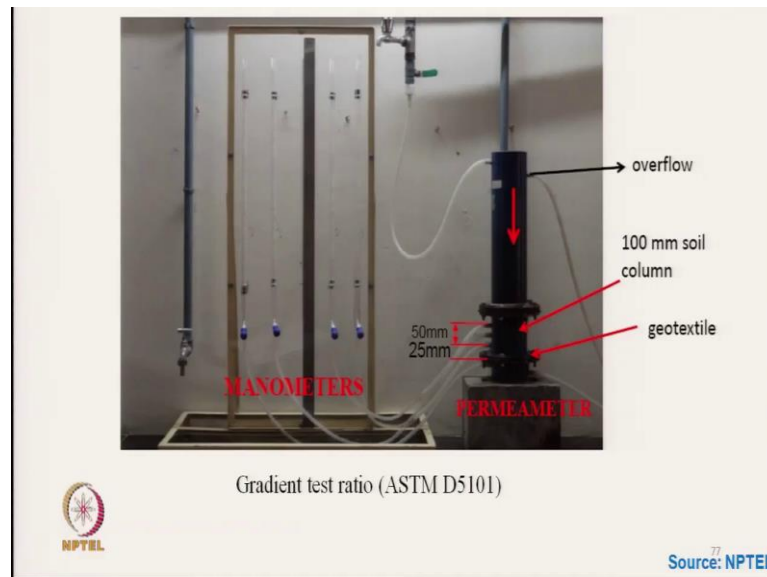 overflow
100 mm soil
column
50mm
25mm
geotextile
MANOMETERS
PERMEAMETER
Gradient test ratio (ASTM D5101)
NPTEL
77
Source: NPTEL